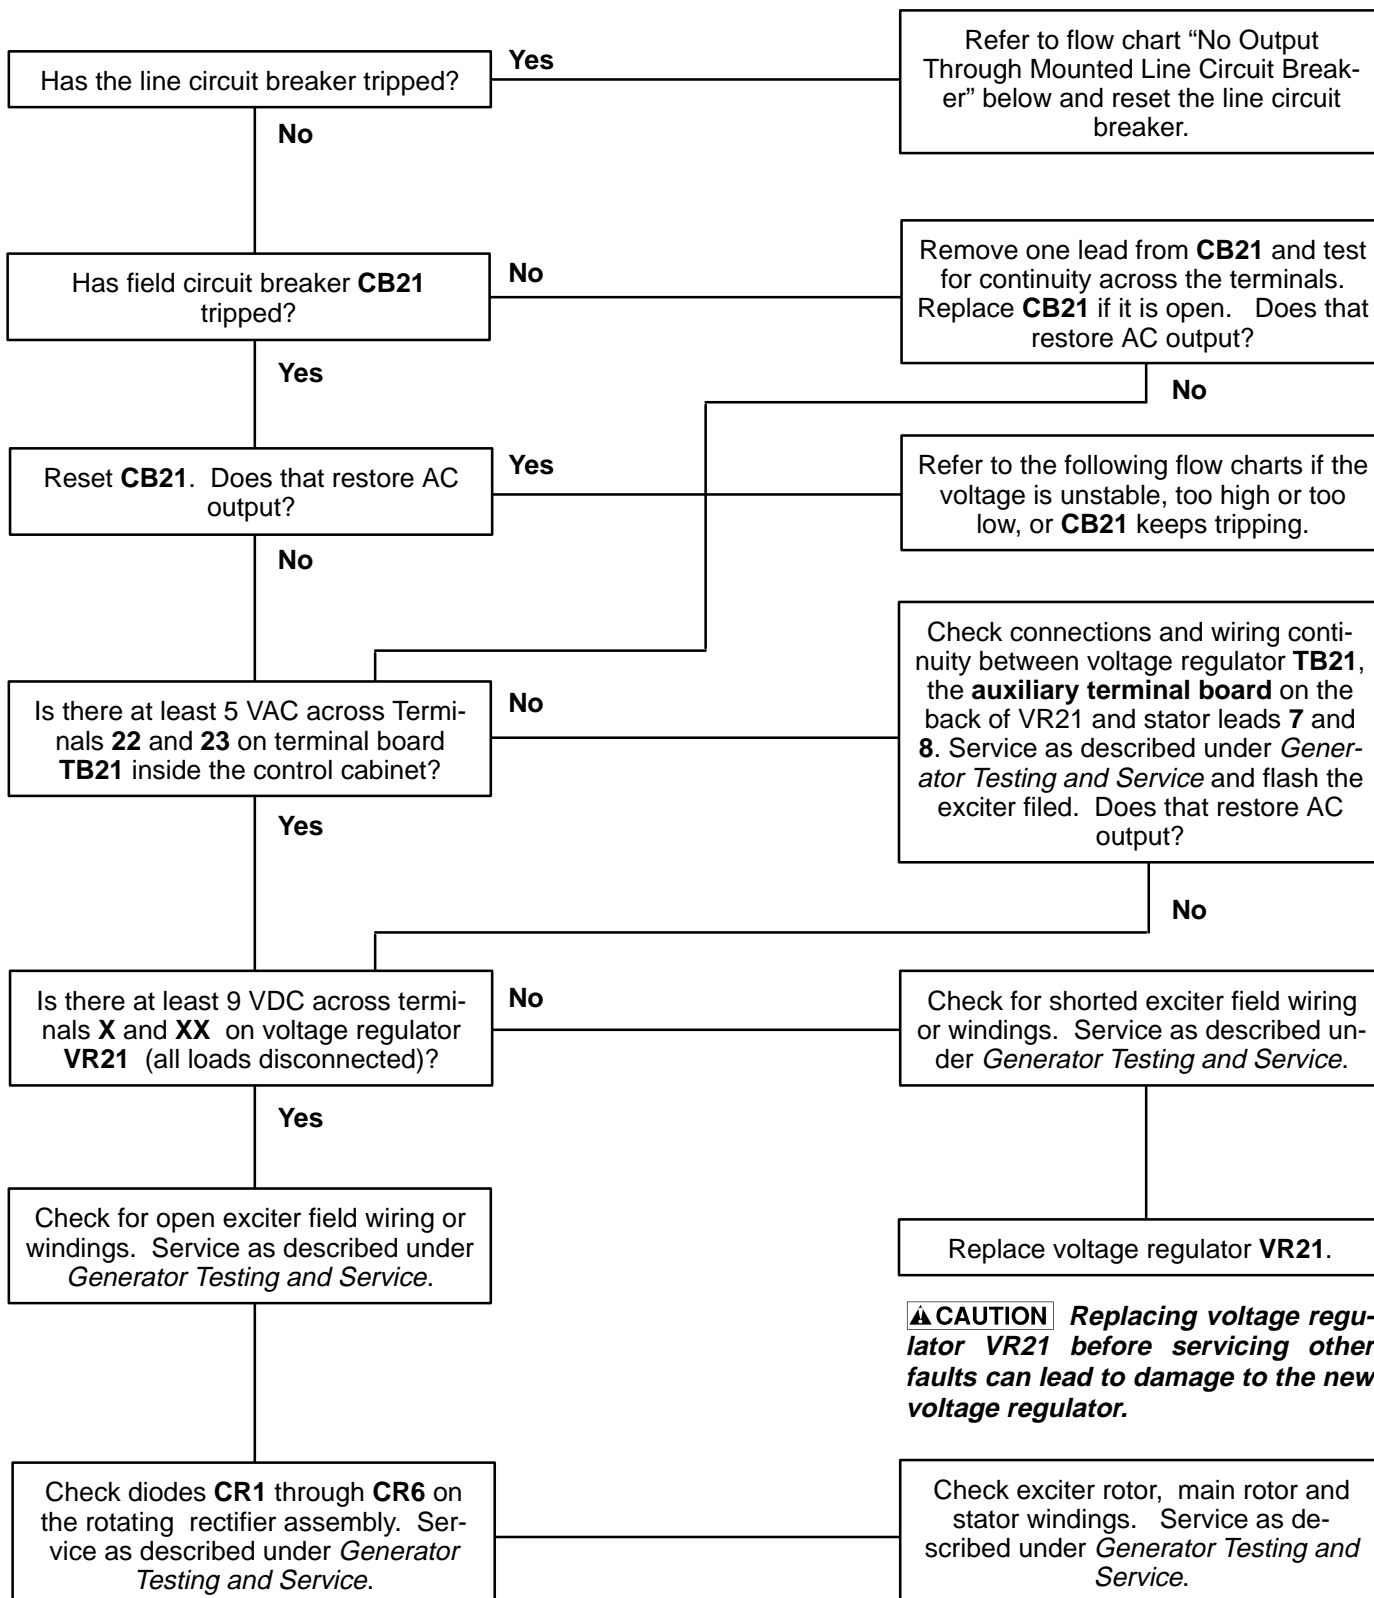 Has the line circuit breaker tripped?
Yes
Refer to flow chart “No Output
Through Mounted Line Circuit Break-
er” below and reset the line circuit
breaker.
No
Has field circuit breaker CB21
tripped?
No
Remove one lead from CB21 and test
for continuity across the terminals.
Replace CB21 if it is open. Does that
restore AC output?
Yes
No
Reset CB21. Does that restore AC
output?
Yes
Refer to the following flow charts if the
voltage is unstable, too high or too
low, or CB21 keeps tripping.
No
Is there at least 5 VAC across Termi-
nals 22 and 23 on terminal board
TB21 inside the control cabinet?
No
Check connections and wiring conti-
nuity between voltage regulator TB21,
the auxiliary terminal board on the
back of VR21 and stator leads 7 and
8. Service as described under Gener-
ator Testing and Service and flash the
exciter filed. Does that restore AC
output?
Yes
No
Is there at least 9 VDC across termi-
nals X and XX on voltage regulator
VR21 (all loads disconnected)?
No
Check for shorted exciter field wiring
or windings. Service as described un-
der Generator Testing and Service.
Yes
Check for open exciter field wiring or
windings. Service as described under
Generator Testing and Service.
Replace voltage regulator VR21.
CAUTION Replacing voltage regu-
lator VR21 before servicing other
faults can lead to damage to the new
voltage regulator.
Check diodes CR1 through CR6 on
the rotating rectifier assembly. Ser-
vice as described under Generator
Testing and Service.
Check exciter rotor, main rotor and
stator windings. Service as de-
scribed under Generator Testing and
Service.